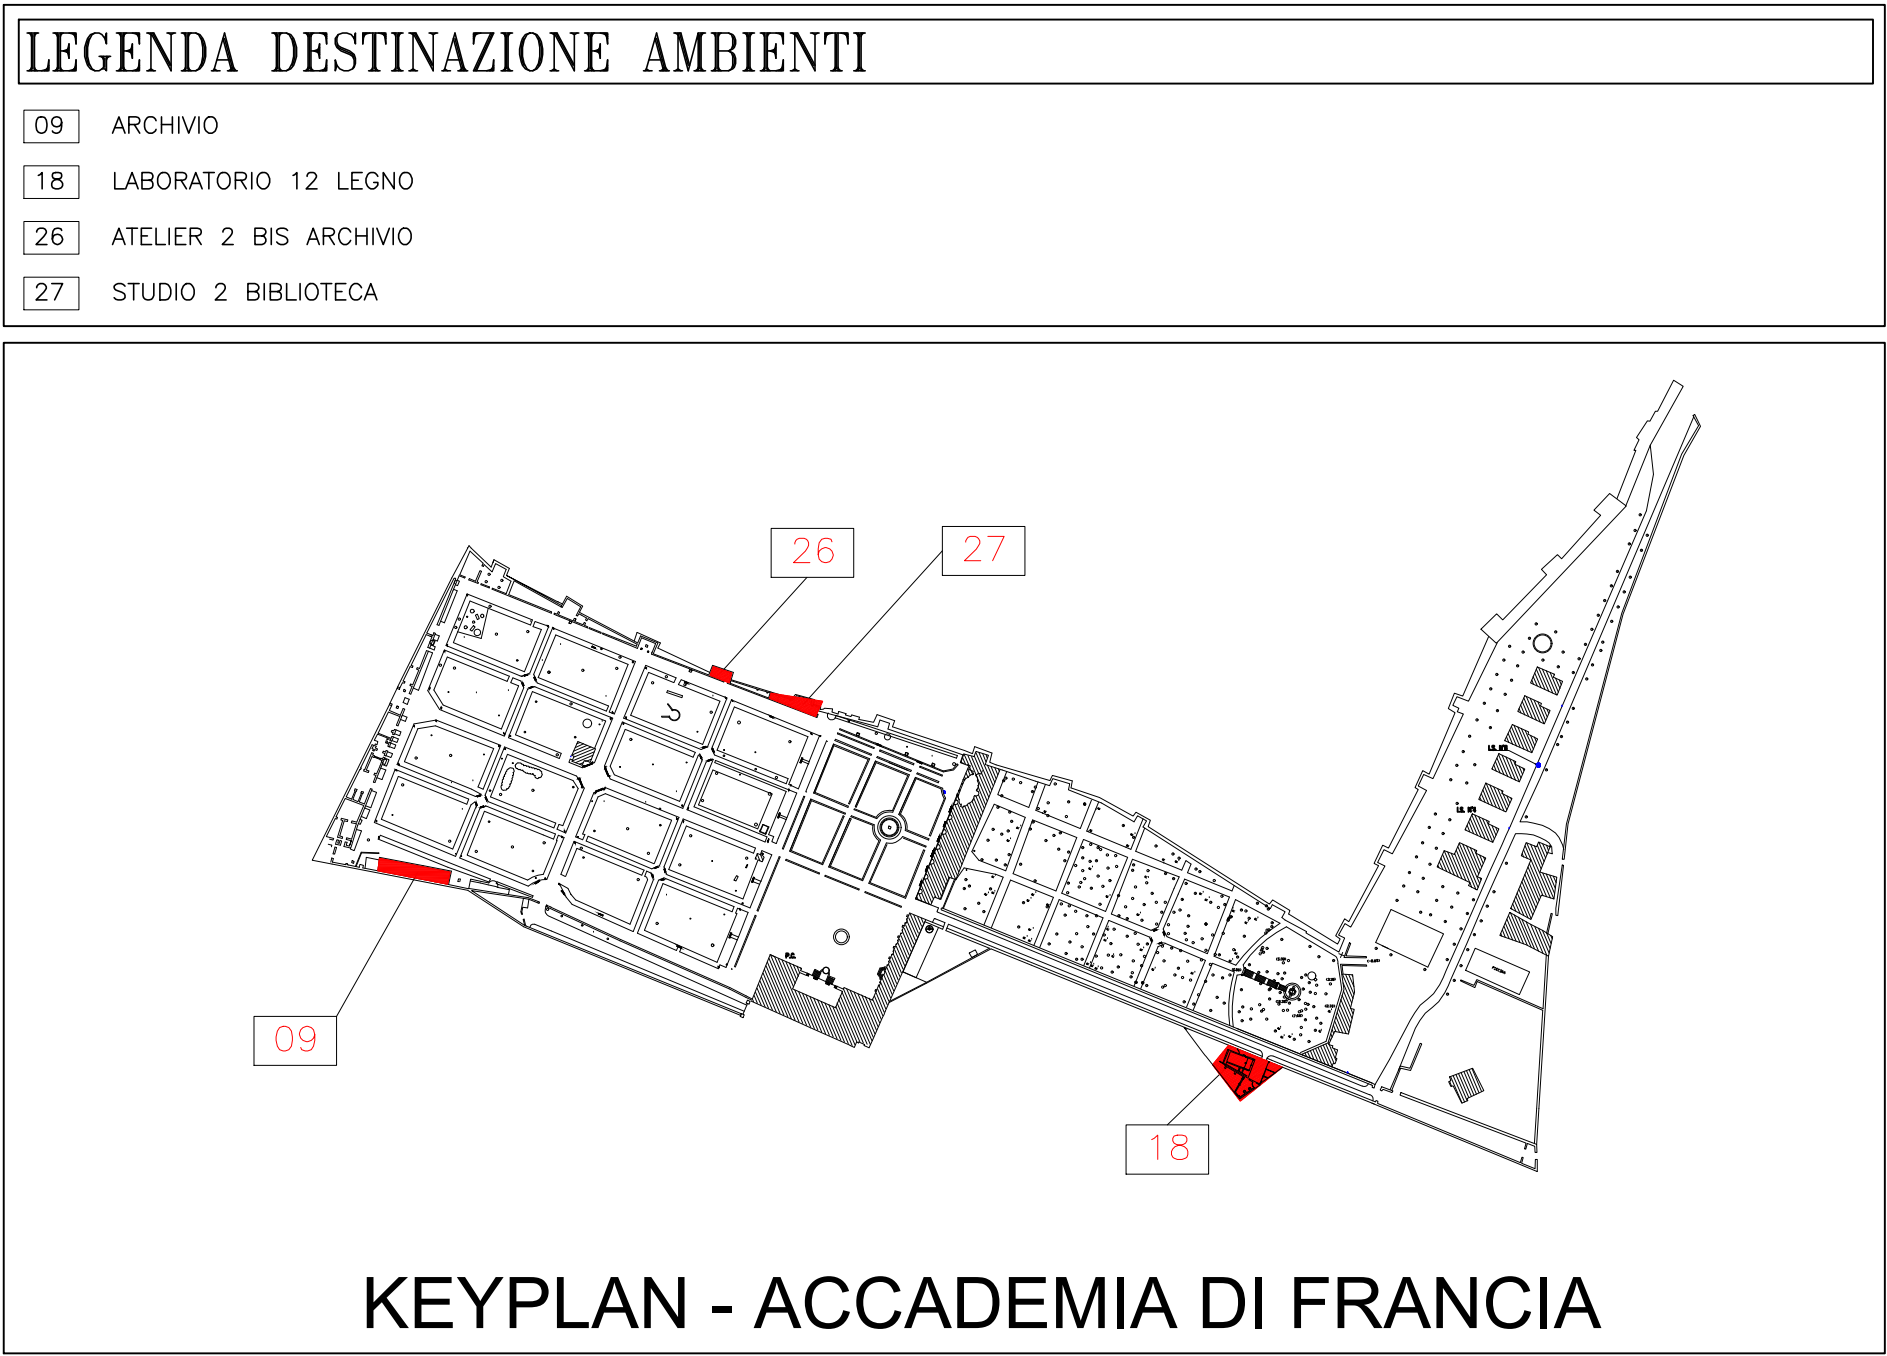 LEGENDA DESTINAZIONE AMBIENTI
09 ARCHIVIO
18 LABORATORIO 12 LEGNO
26 ATELIER 2 BIS ARCHIVIO
27 STUDIO 2 BIBLIOTECA
26
27
09
18
P.C.
KEYPLAN - ACCADEMIA DI FRANCIA